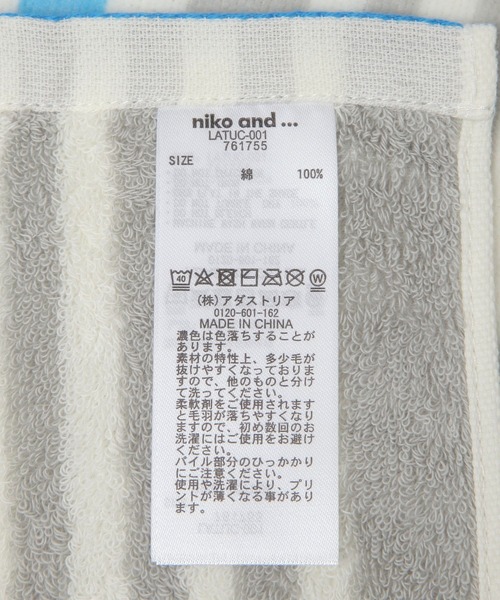 niko and ...
LATUC-001
761755
SIZE
綿 100%
40
W
(株)アダストリア
0120-601-162
MADE IN CHINA
濃色は色落ちすることが
あります。
素材の特性上、多少毛が
抜けやすくなっておりま
すので、他のものと分け
て洗ってください。
柔軟剤をご使用されます
と毛羽が落ちやすくなり
ますので、初め数回のお
洗濯にはご使用をお避け
ください。
パイル部分のひっかかり
にご注意ください。
使用や洗濯により、プリ
ントが薄くなる事があり
ます。